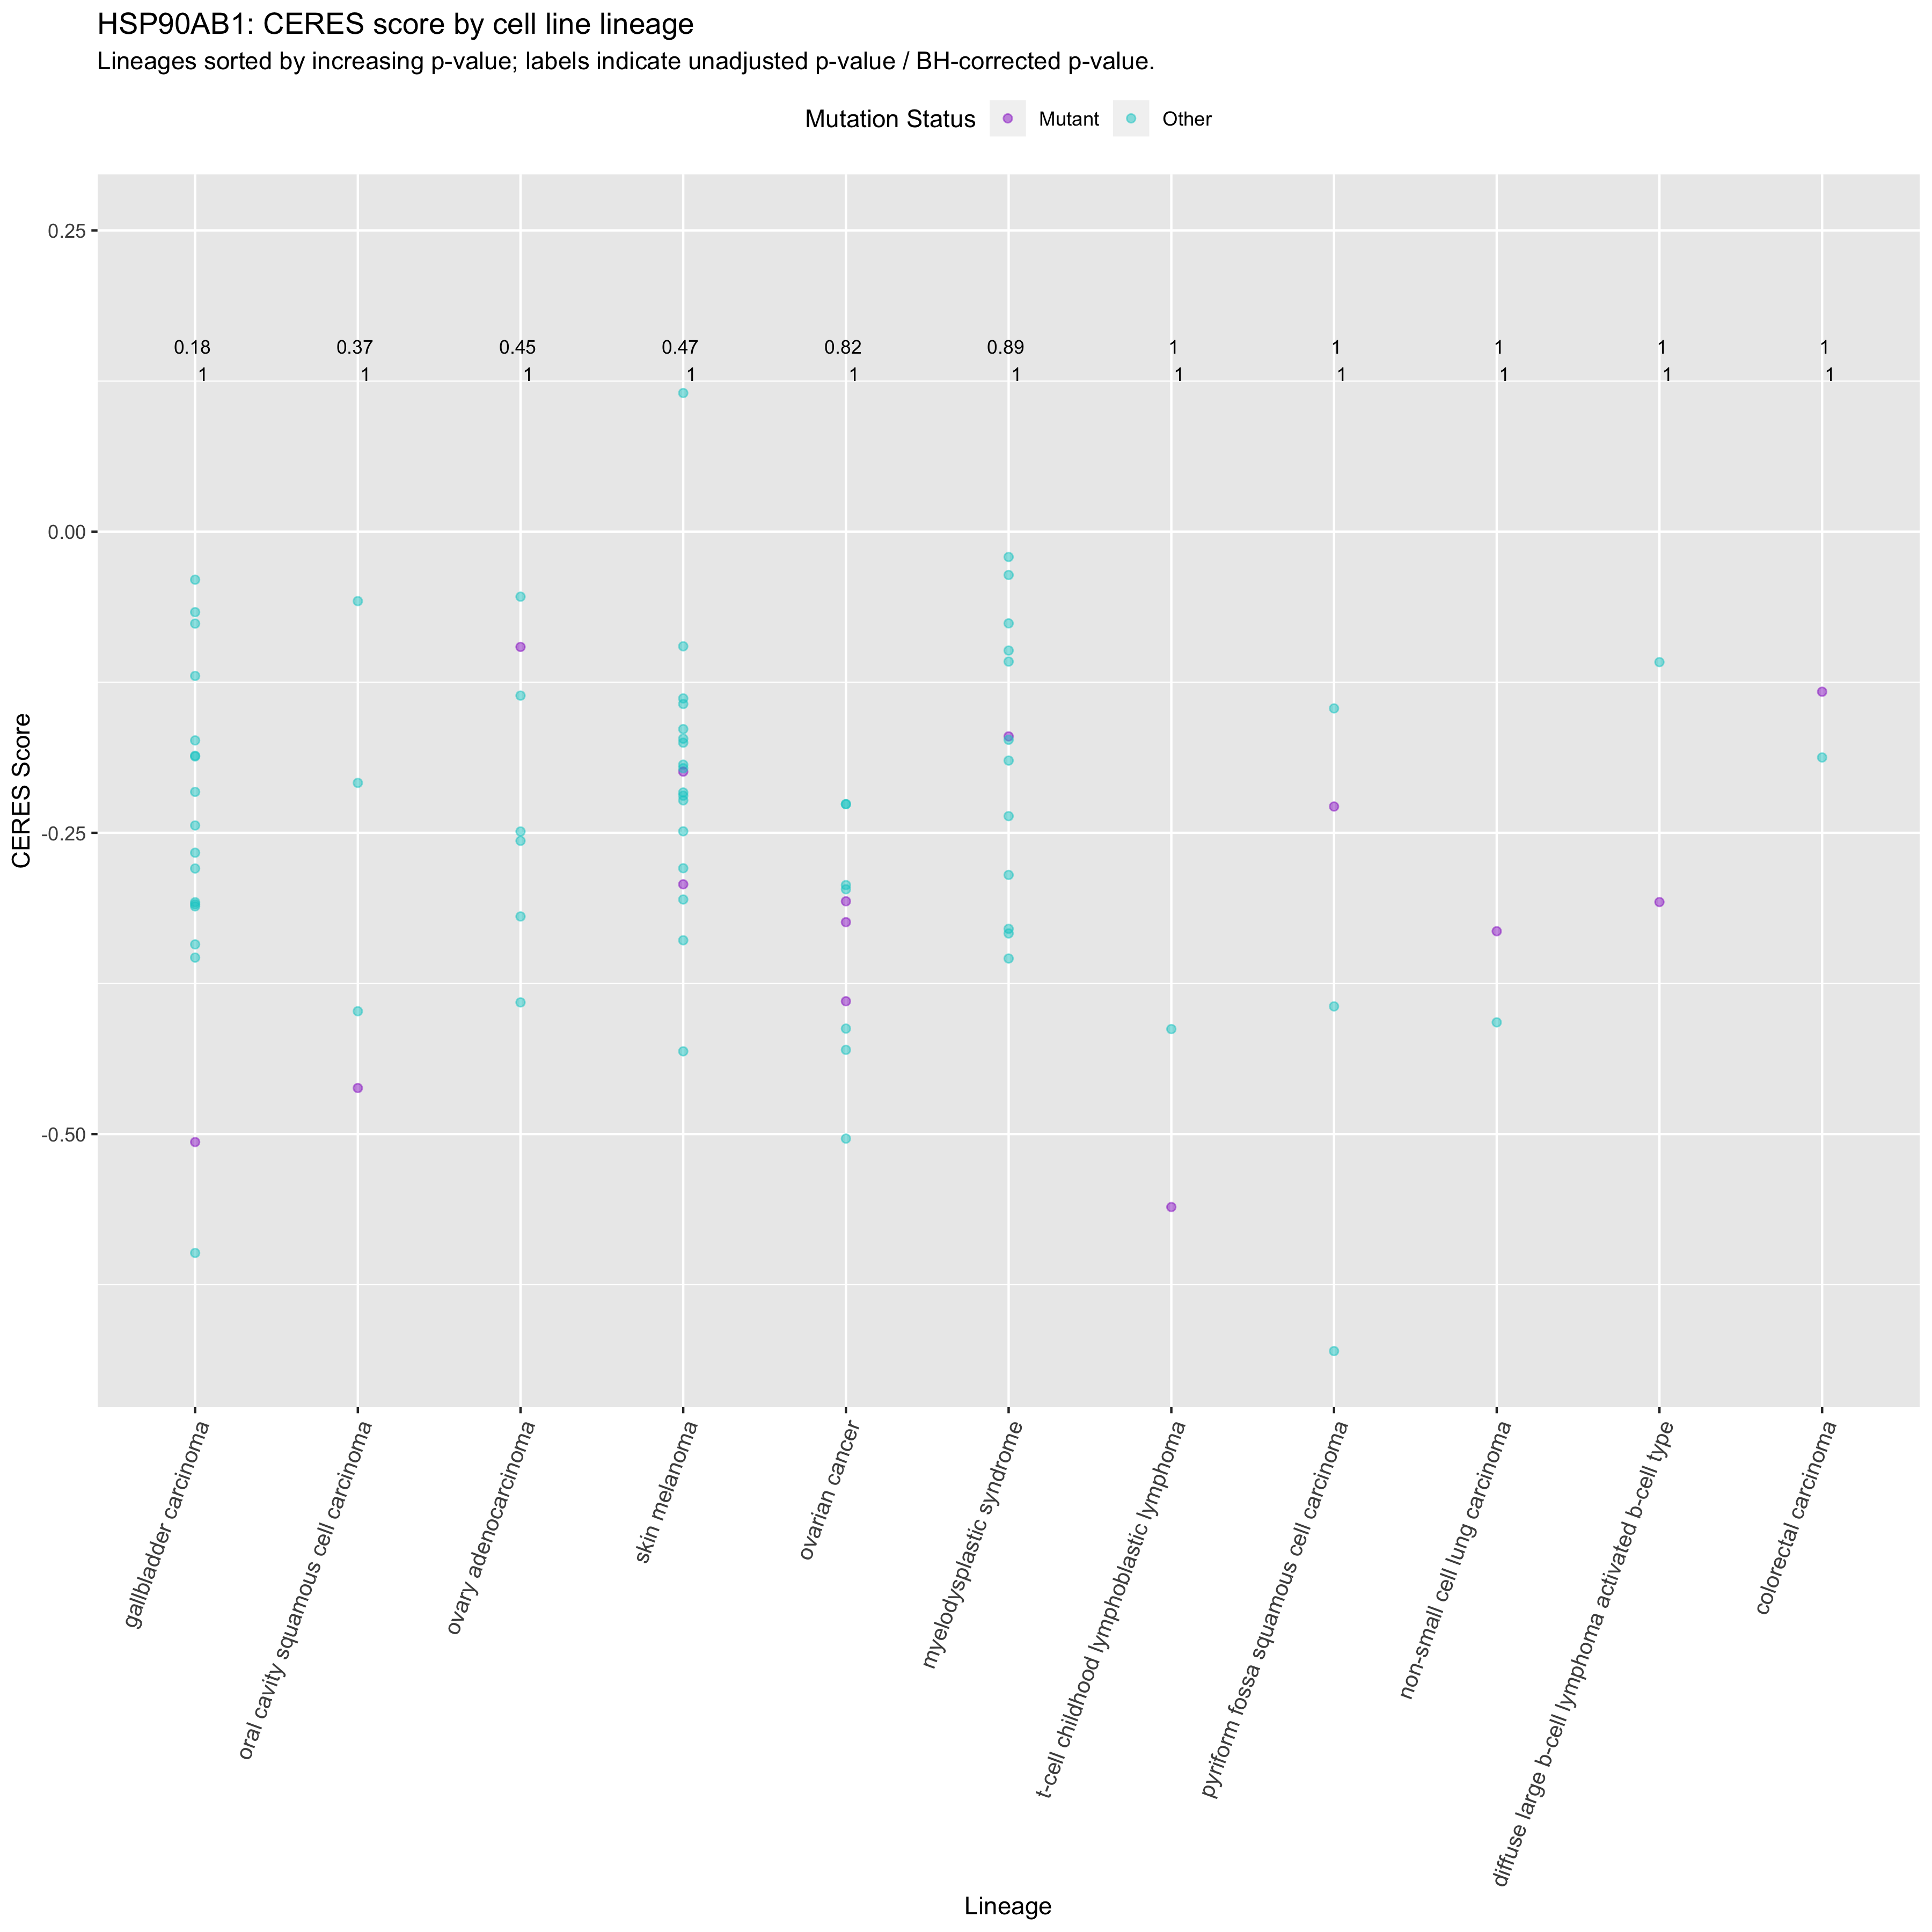 HSP90AB1: CERES score by cell line lineage
Lineages sorted by increasing p-value; labels indicate unadjusted p-value / BH-corrected p-value.
Mutation Status Mutant Other
0.25
0.18 0.37 0.45 0.47 0.82 0.89 1 1 1 1 1
1 1 1 1 1 1 1 1 1 1 1
0.00
-0.25
-0.50
CERES Score
gallbladder carcinoma
oral cavity squamous cell carcinoma
ovary adenocarcinoma
skin melanoma
ovarian cancer
myelodysplastic syndrome
t-cell childhood lymphoblastic lymphoma
pyriform fossa squamous cell carcinoma
non-small cell lung carcinoma
diffuse large b-cell lymphoma activated b-cell type
colorectal carcinoma
Lineage